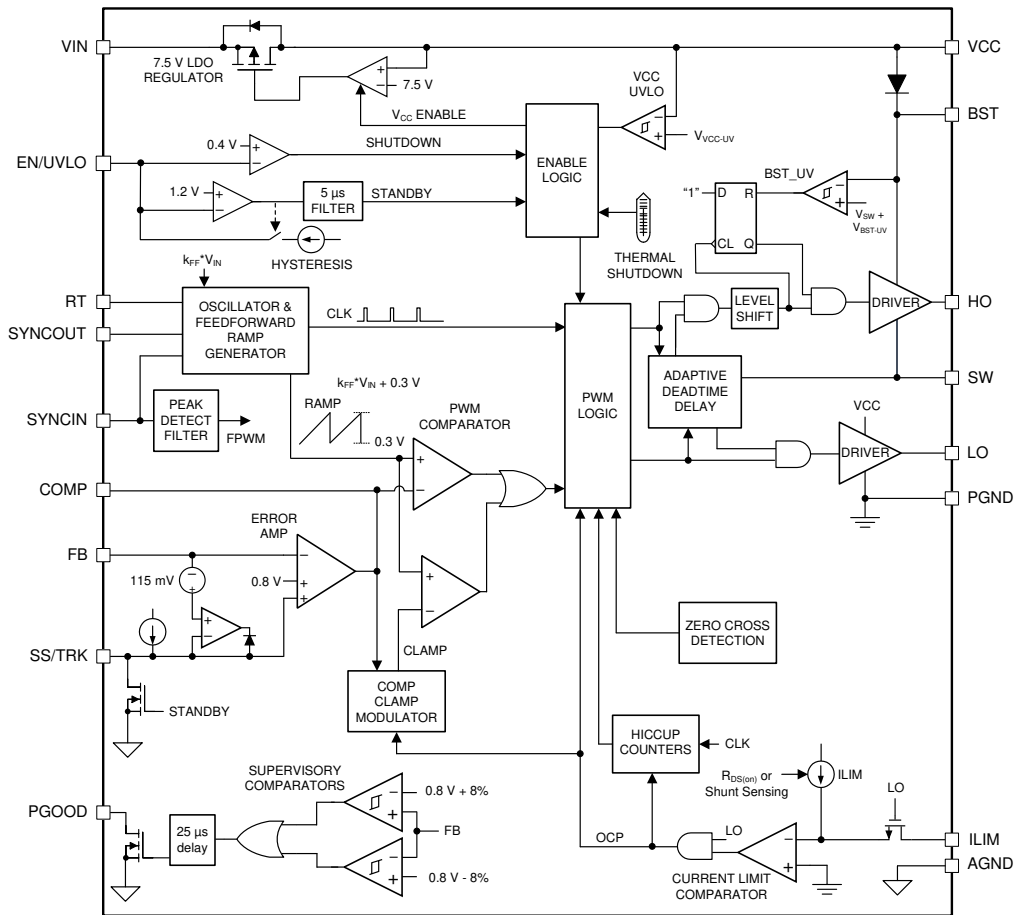 VIN
7.5 V LDO
REGULATOR
+
−
7.5 V
VCC
UVLO
−
+
VCC-UV
VCC
BST
VCC ENABLE
EN/UVLO
0.4 V
+
−
SHUTDOWN
1.2 V
+
−
5 µs
FILTER
STANDBY
HYSTERESIS
ENABLE
LOGIC
THERMAL
SHUTDOWN
BST_UV
−
+
VSW +
VBST-UV
“1”
D
R
CL
Q
kFF*VIN
RT
SYNCOUT
OSCILLATOR &
FEEDFORWARD
RAMP
GENERATOR
CLK
LEVEL
SHIFT
DRIVER
HO
SW
SYNCIN
PEAK
DETECT
FILTER
FPWM
kFF*VIN + 0.3 V
RAMP
0.3 V
PWM
COMPARATOR
+
−
PWM
LOGIC
ADAPTIVE
DEADTIME
DELAY
VCC
DRIVER
LO
PGND
COMP
FB
ERROR
AMP
−
+
+
0.8 V
115 mV
−
+
+
−
+
−
SS/TRK
STANDBY
CLAMP
COMP
CLAMP
MODULATOR
ZERO CROSS
DETECTION
HICCUP
COUNTERS
CLK
RDS(on) or
Shunt Sensing
ILIM
LO
ILIM
AGND
PGOOD
25 µs
delay
SUPERVISORY
COMPARATORS
−
+
0.8 V + 8%
FB
−
+
0.8 V - 8%
OCP
LO
−
+
CURRENT LIMIT
COMPARATOR